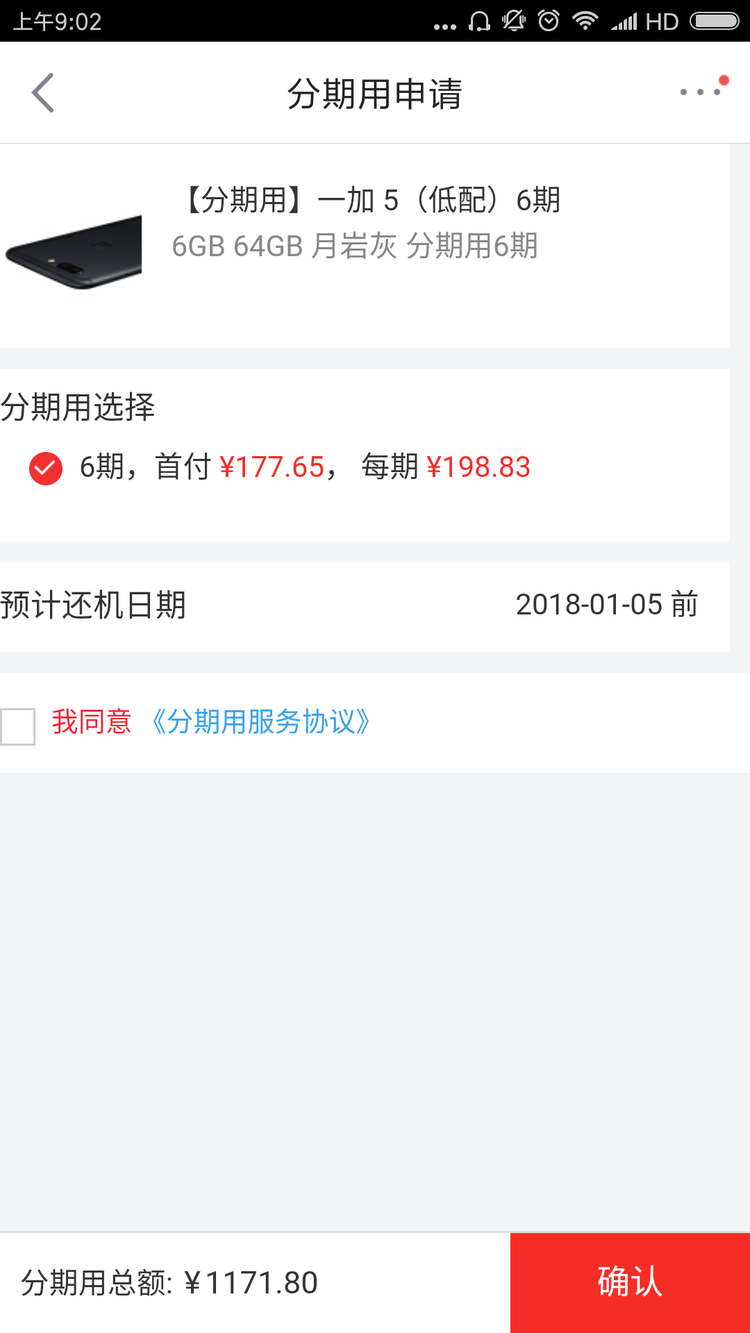 上午9:02
HD
分期用申请
【分期用】一加 5（低配）6期
6GB 64GB 月岩灰 分期用6期
分期用选择
6期，首付 ¥177.65， 每期 ¥198.83
预计还机日期
2018-01-05 前
我同意 《分期用服务协议》
分期用总额: ¥1171.80
确认